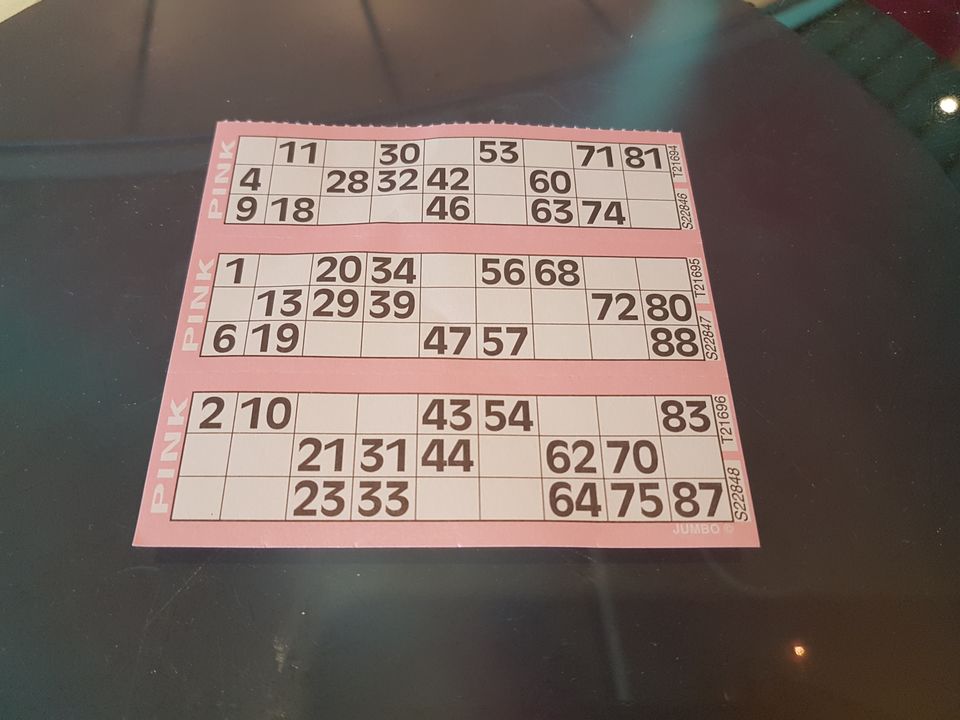 PINK
11 30 53 71 81
4 28 32 42 60
9 18 46 63 74
S22846 T21694
PINK
1 20 34 56 68
13 29 39 72 80
6 19 47 57 88
S22847 T21695
PINK
2 10 43 54 83
21 31 44 62 70
23 33 64 75 87
S22848 T21696
JUMBO ©